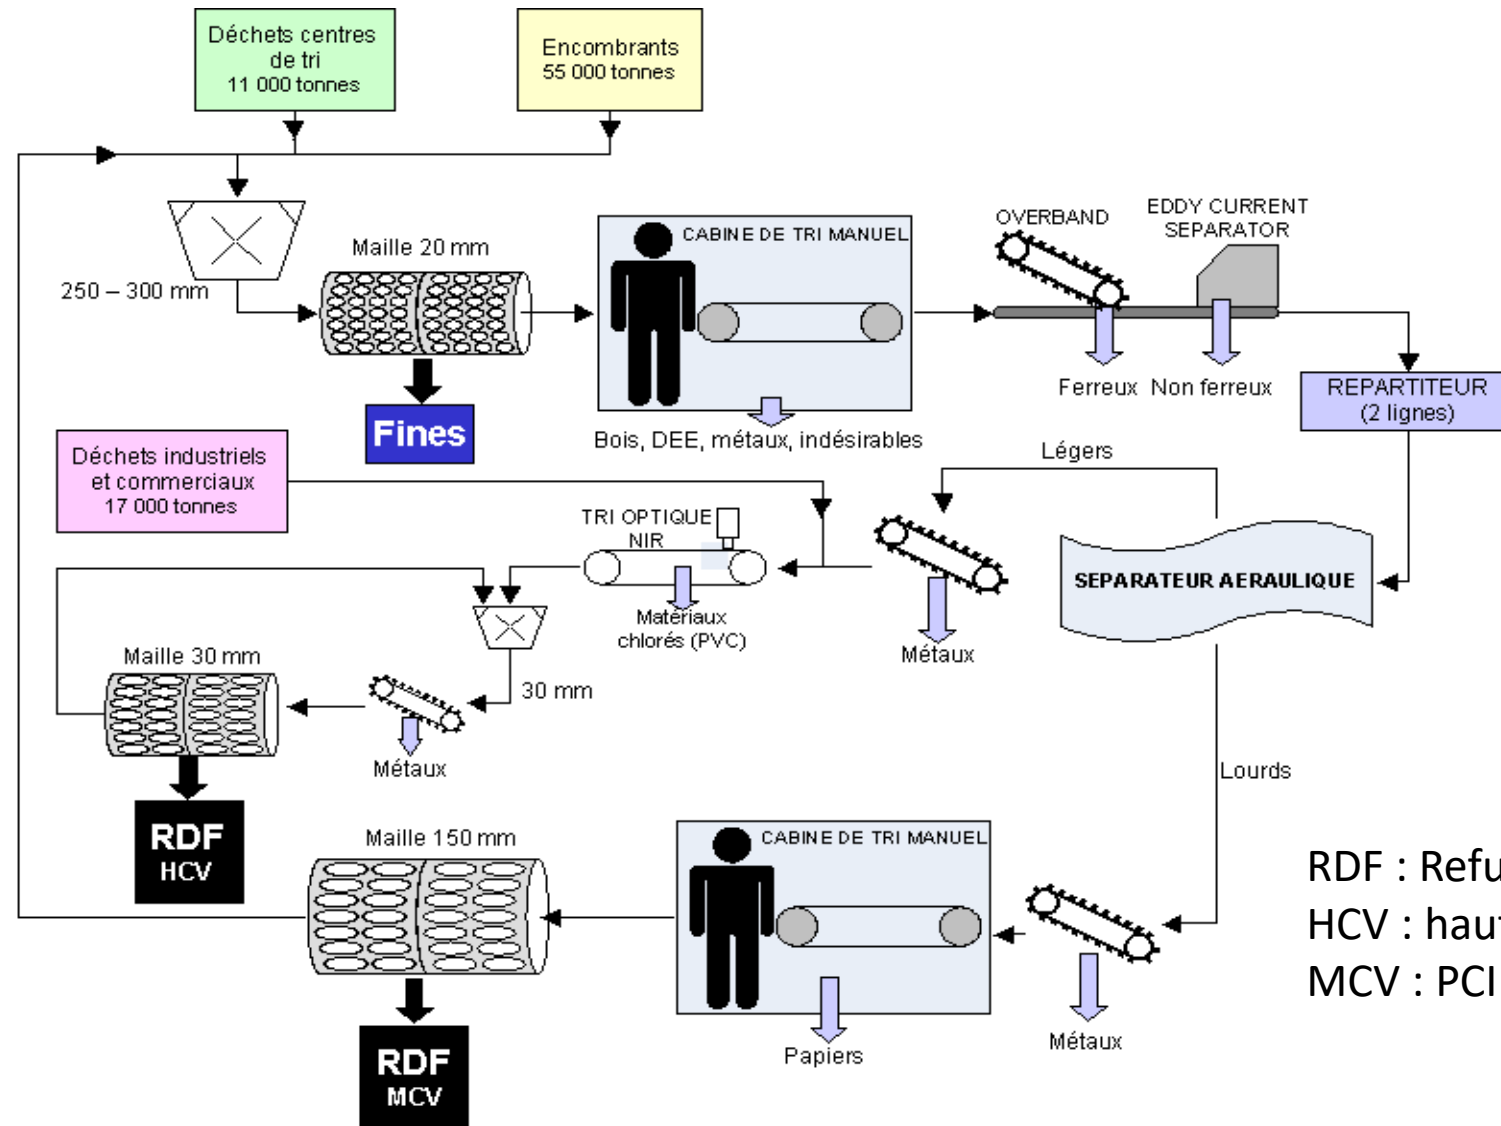 Déchets centres
de tri
11 000 tonnes
Encombrants
55 000 tonnes
250 – 300 mm
Maille 20 mm
Fines
CABINE DE TRI MANUEL
Bois, DEE, métaux, indésirables
OVERBAND
EDDY CURRENT
SEPARATOR
Ferreux
Non ferreux
REPARTITEUR
(2 lignes)
Déchets industriels
et commerciaux
17 000 tonnes
TRI OPTIQUE
NIR
Matériaux
chlorés (PVC)
Légers
Métaux
SEPARATEUR AERAULIQUE
Maille 30 mm
30 mm
Métaux
RDF
HCV
Lourds
Maille 150 mm
CABINE DE TRI MANUEL
RDF
MCV
Papiers
Métaux
RDF : Refu
HCV : haut
MCV : PCI